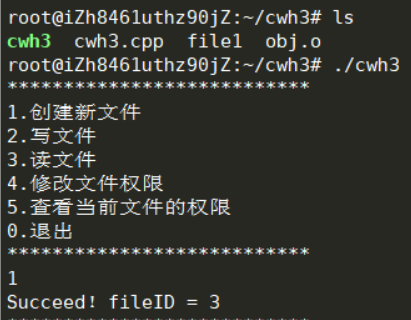 root@iZh8461uthz90jZ:~/cwh3# ls
cwh3 cwh3.cpp file1 obj.o
root@iZh8461uthz90jZ:~/cwh3# ./cwh3
***************************
1.创建新文件
2.写文件
3.读文件
4.修改文件权限
5.查看当前文件的权限
0.退出
***************************
1
Succeed! fileID = 3